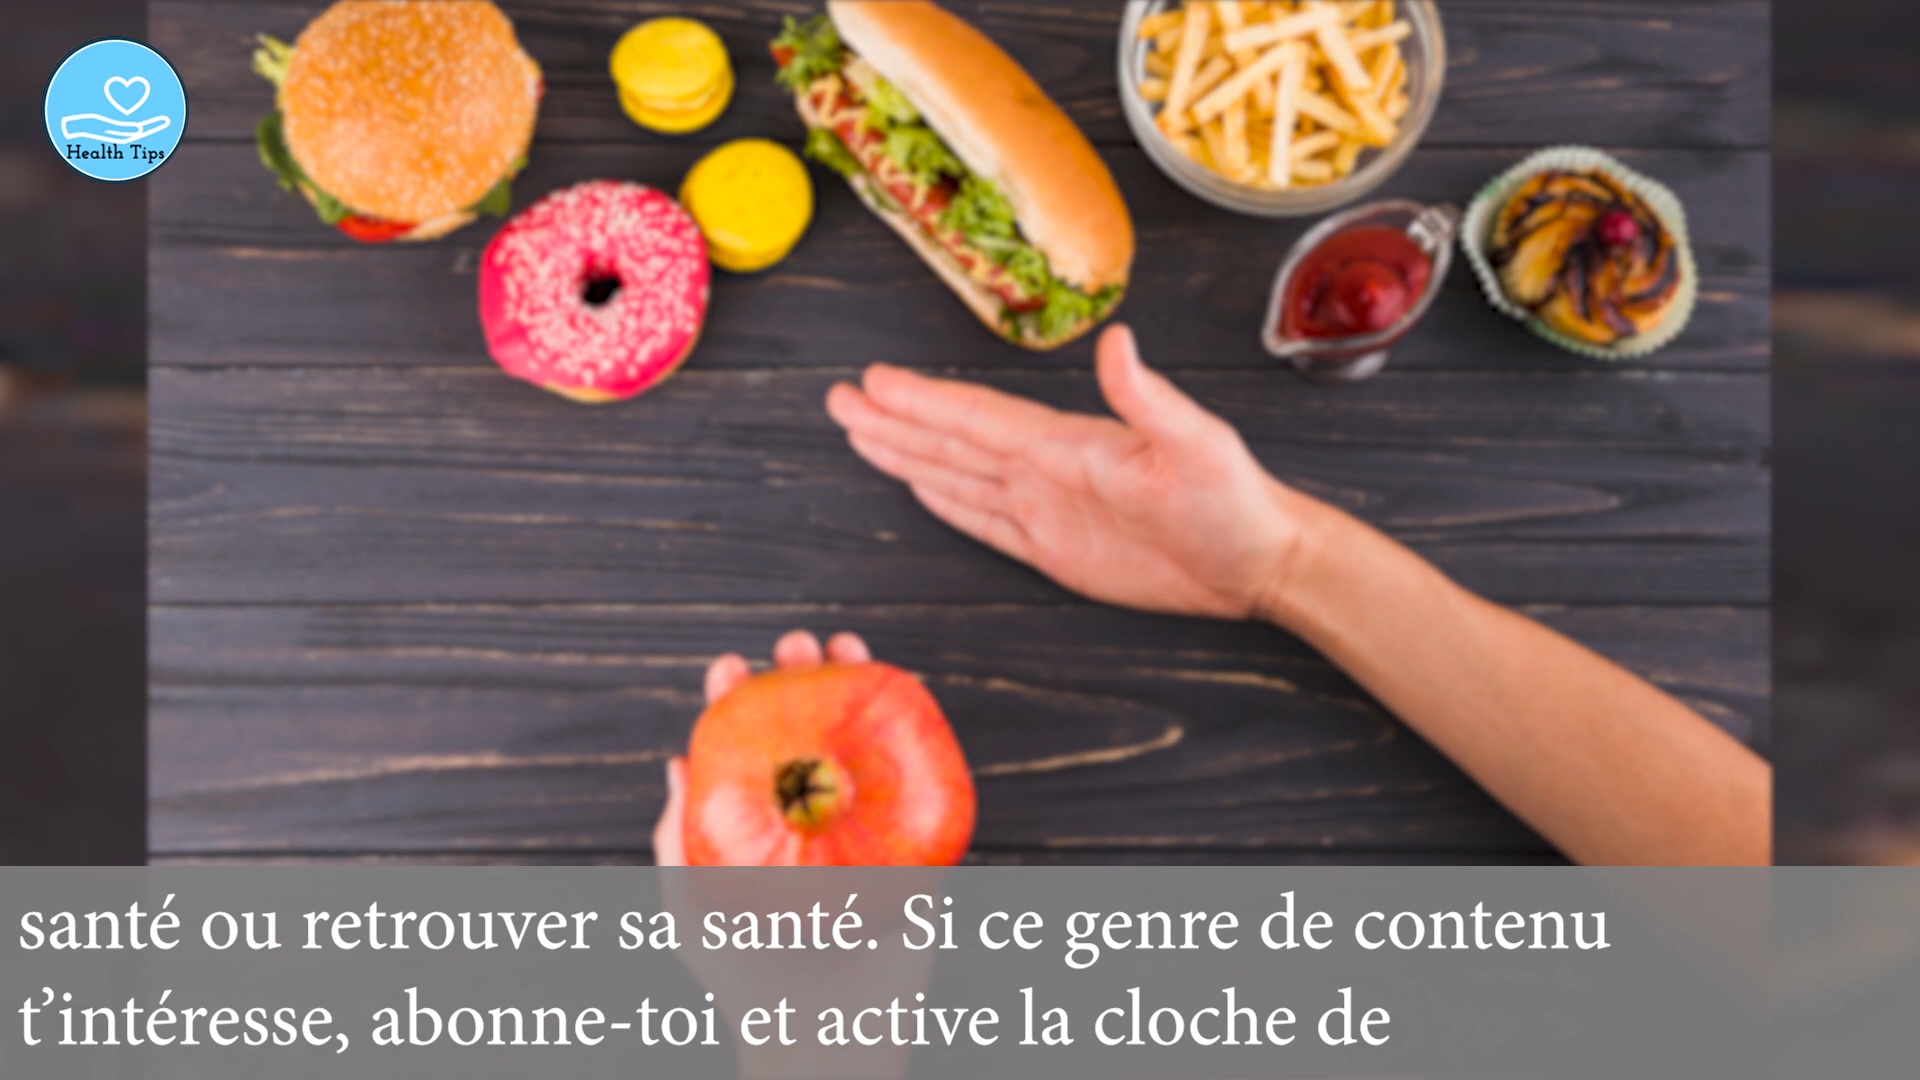 Health Tips
santé ou retrouver sa santé. Si ce genre de contenu
t’intéresse, abonne-toi et active la cloche de